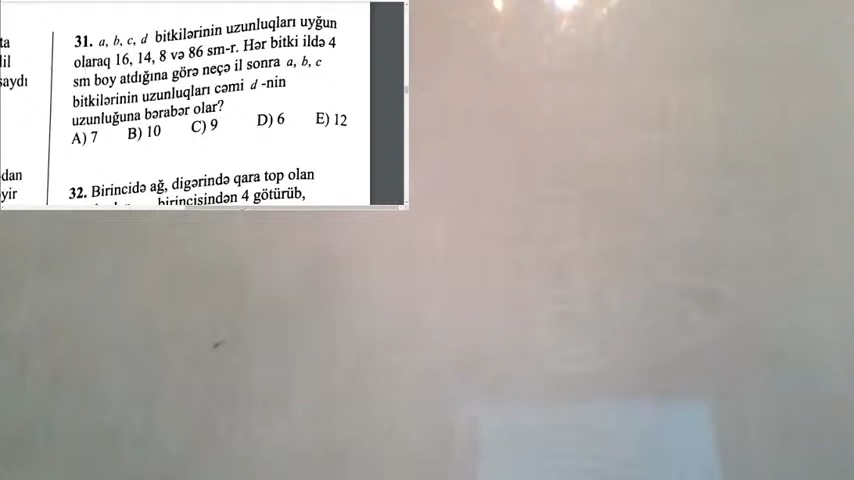 ta
lil
saydı
dan
yir
31. a, b, c, d bitkilərinin uzunluqları uyğun
olaraq 16, 14, 8 və 86 sm-r. Hər bitki ildə 4
sm boy atdığına görə neçə il sonra a, b, c
bitkilərinin uzunluqları cəmi d -nin
uzunluğuna bərabər olar?
A) 7 B) 10 C) 9 D) 6 E) 12
32. Birincidə ağ, digərində qara top olan
birincisindən 4 götürüb,